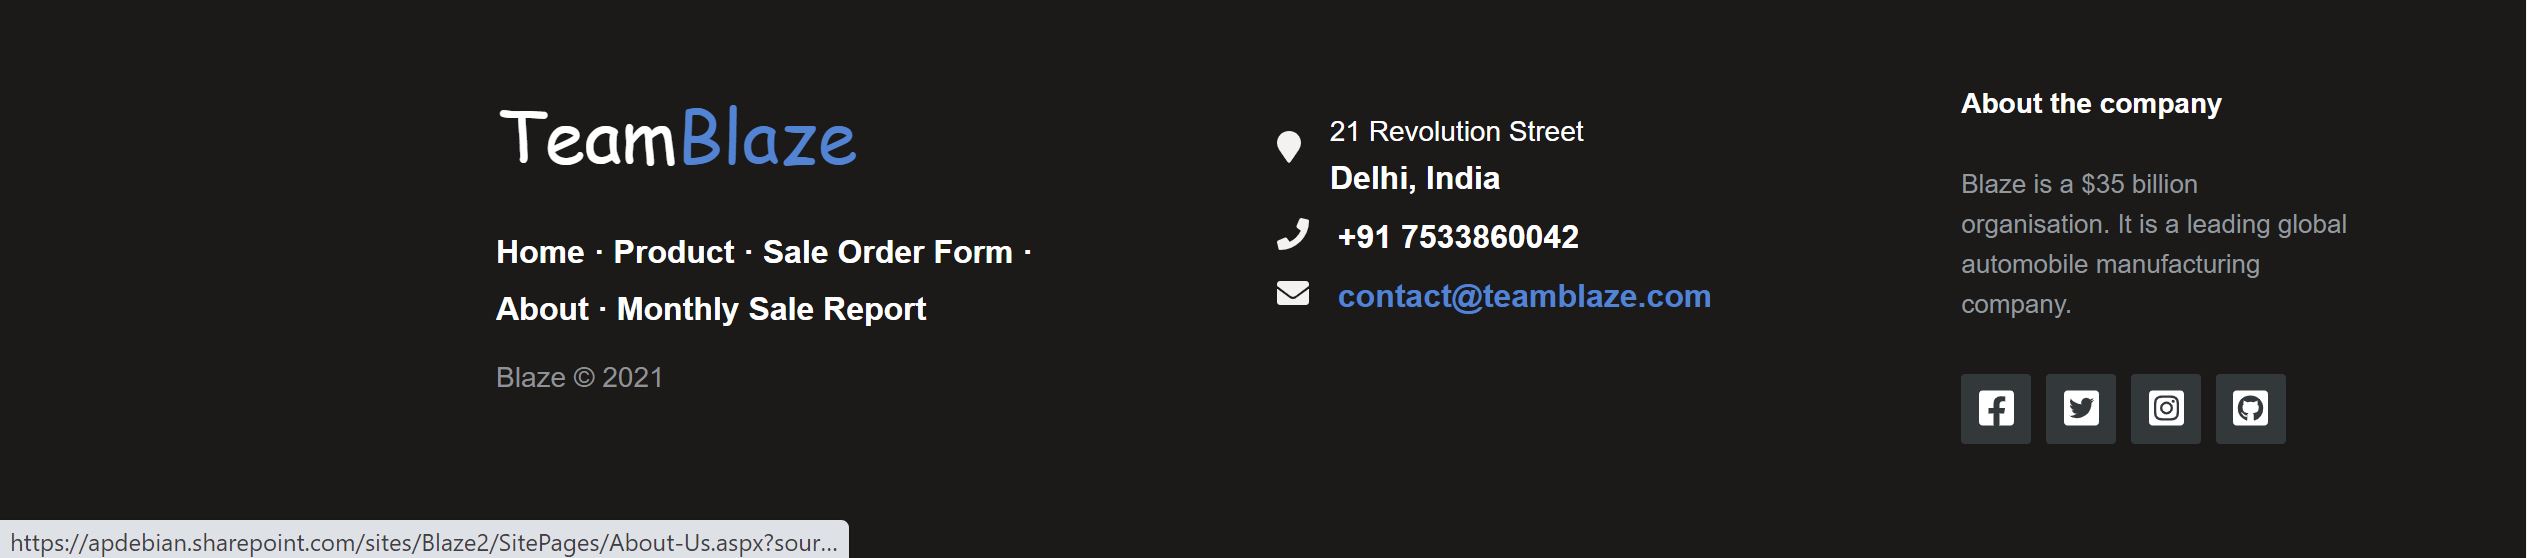 TeamBlaze
Home · Product · Sale Order Form ·
About · Monthly Sale Report
Blaze © 2021
21 Revolution Street
Delhi, India
+91 7533860042
contact@teamblaze.com
About the company
Blaze is a $35 billion
organisation. It is a leading global
automobile manufacturing
company.
https://apdebian.sharepoint.com/sites/Blaze2/SitePages/About-Us.aspx?sour...